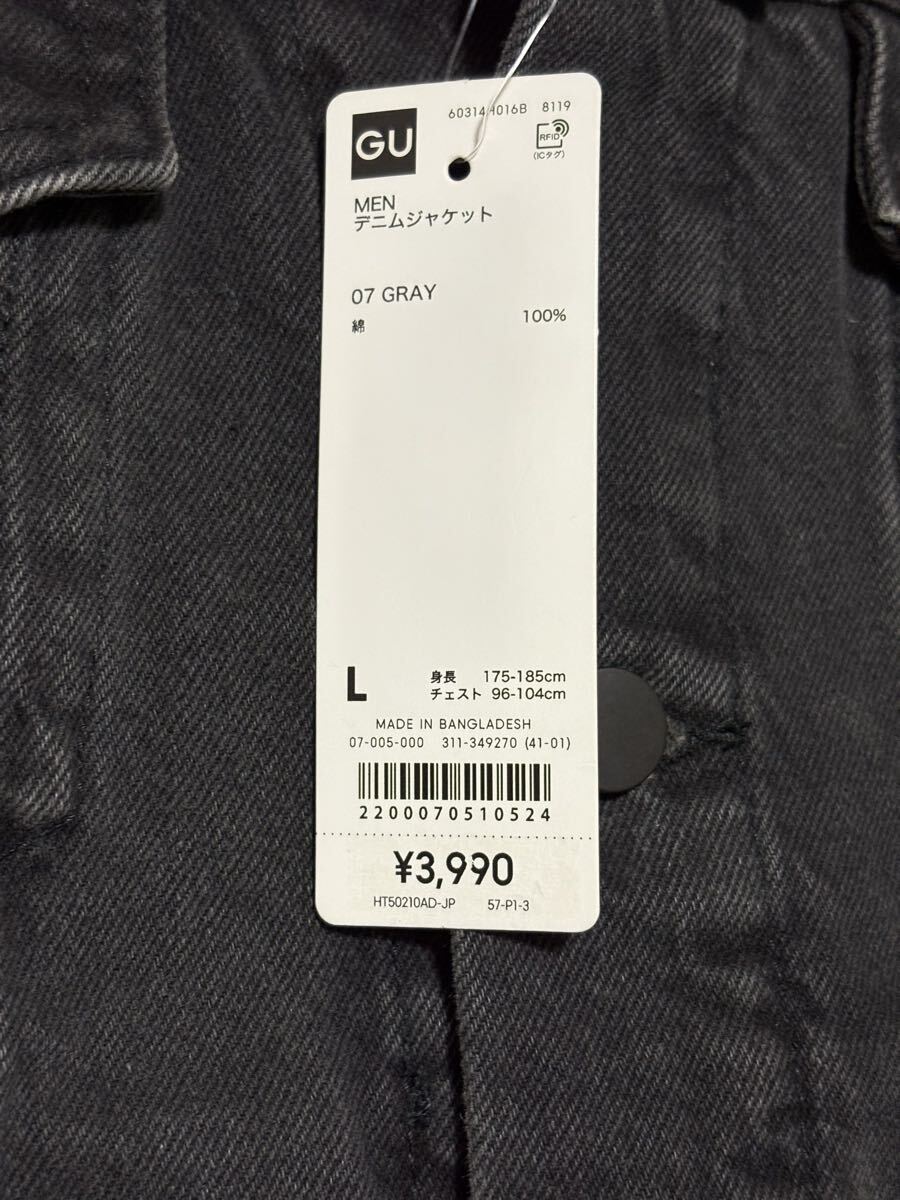 GU
60314H016B 8119
RFID
(ICタグ)
MEN
デニムジャケット
07 GRAY
綿 100%
L 身長 175-185cm
チェスト 96-104cm
MADE IN BANGLADESH
07-005-000 311-349270 (41-01)
2200070510524
¥3,990
HT50210AD-JP 57-P1-3